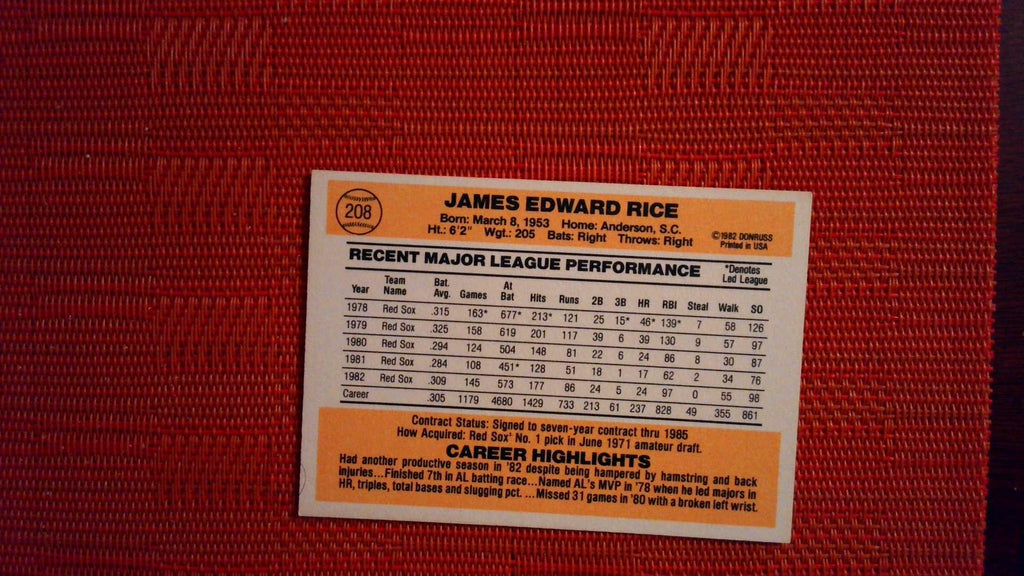 208
JAMES EDWARD RICE
Born: March 8, 1953 Home: Anderson, S.C.
Ht.: 6'2" Wgt.: 205 Bats: Right Throws: Right
©1982 DONRUSS
Printed in USA
RECENT MAJOR LEAGUE PERFORMANCE
*Denotes
Led League
Year Team Name Bat. Avg. Games At Bat Hits Runs 2B 3B HR RBI Steal Walk SO
1978 Red Sox .315 163* 677* 213* 121 25 15* 46* 139* 7 58 126
1979 Red Sox .325 158 619 201 117 39 6 39 130 9 57 97
1980 Red Sox .294 124 504 148 81 22 6 24 86 8 30 87
1981 Red Sox .284 108 451* 128 51 18 1 17 62 2 34 76
1982 Red Sox .309 145 573 177 86 24 5 24 97 0 55 98
Career .305 1179 4680 1429 733 213 61 237 828 49 355 861
Contract Status: Signed to seven-year contract thru 1985
How Acquired: Red Sox' No. 1 pick in June 1971 amateur draft.
CAREER HIGHLIGHTS
Had another productive season in '82 despite being hampered by hamstring and back
injuries...Finished 7th in AL batting race...Named AL's MVP in '78 when he led majors in
HR, triples, total bases and slugging pct. ...Missed 31 games in '80 with a broken left wrist.